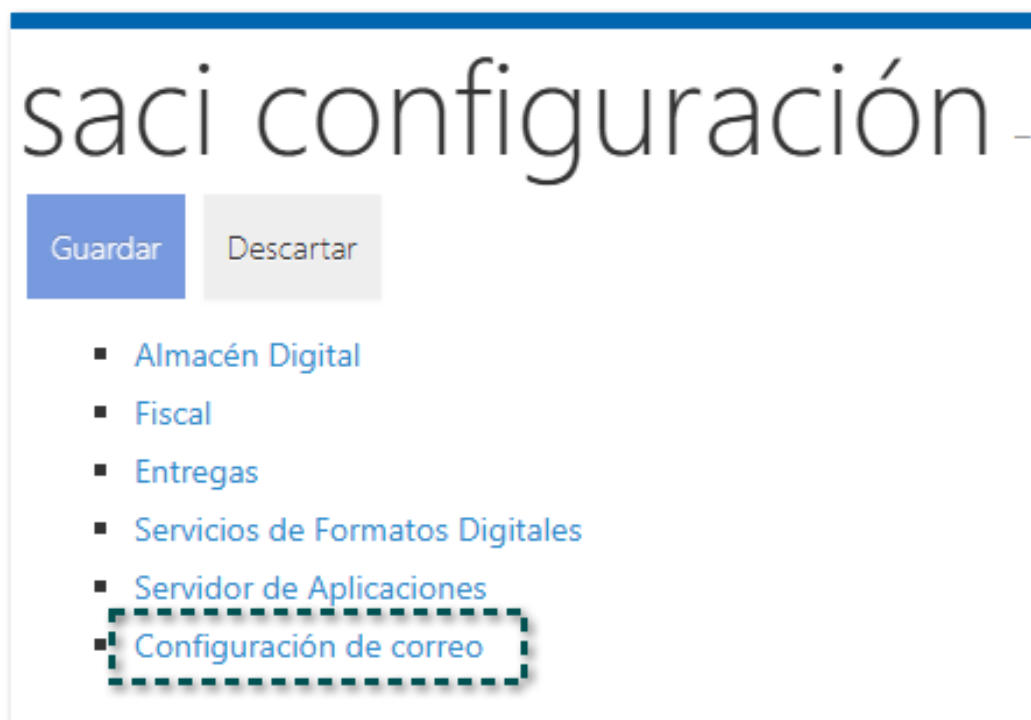 saci configuración
Guardar Descartar
Almacén Digital
Fiscal
Entregas
Servicios de Formatos Digitales
Servidor de Aplicaciones
Configuración de correo